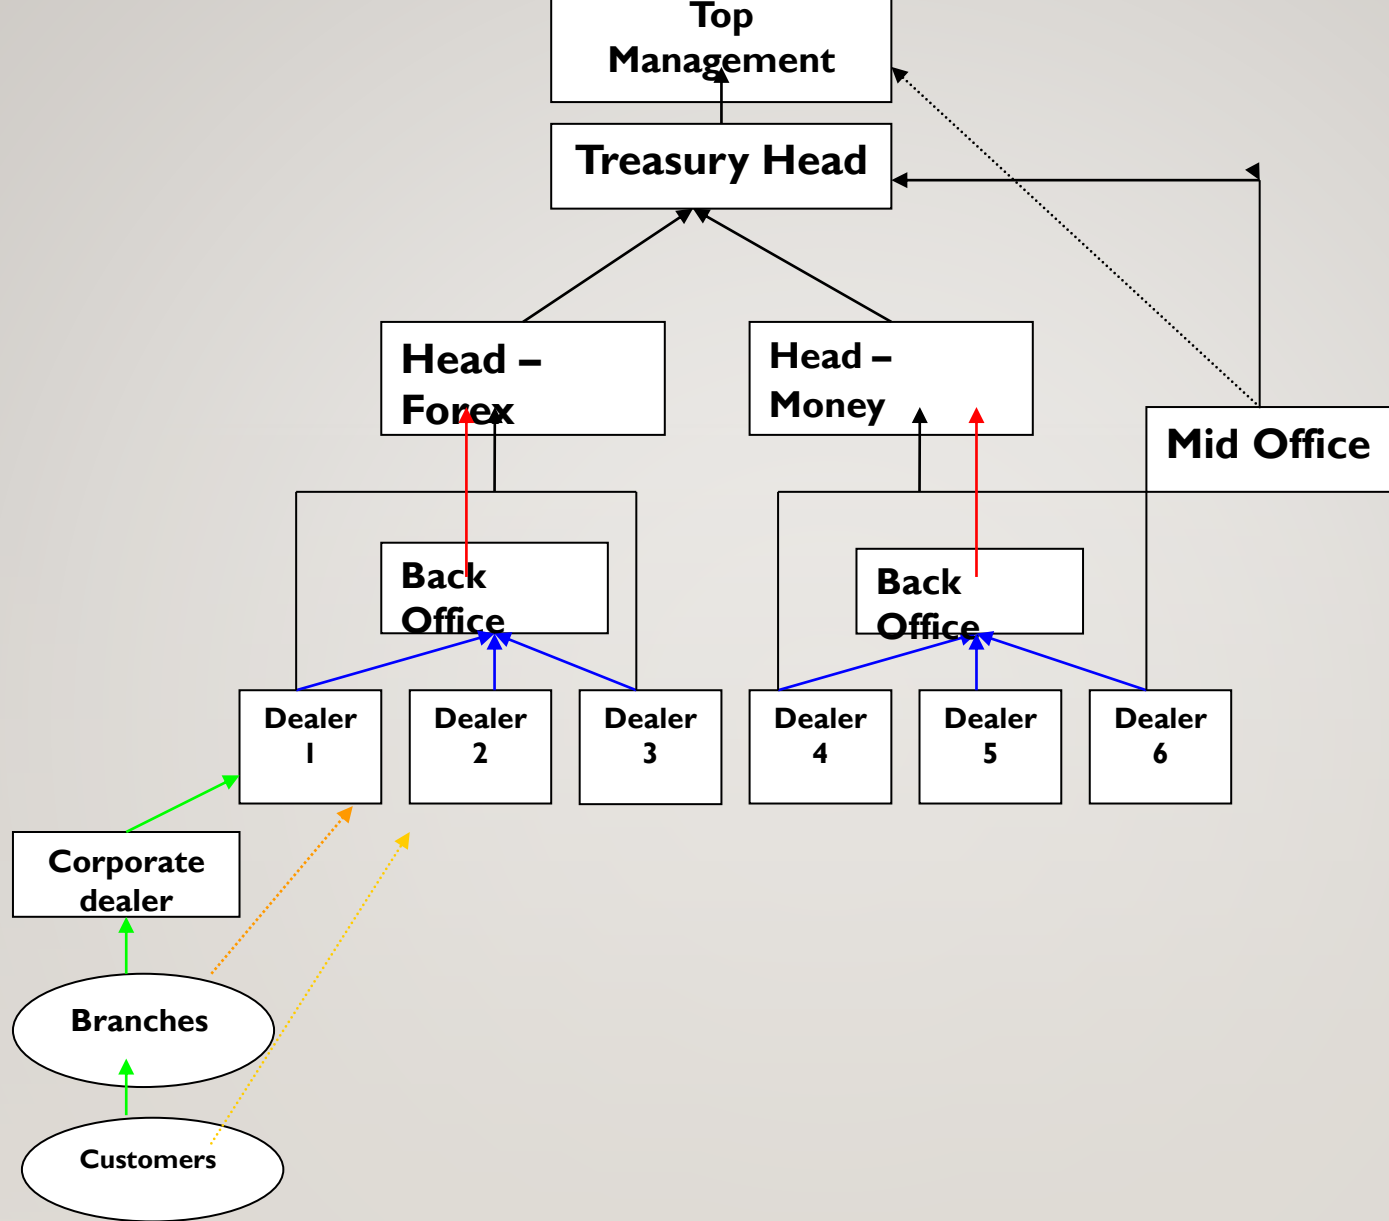 Top
Management
Treasury Head
Head –
Forex
Head –
Money
Mid Office
Back
Office
Back
Office
Dealer
1
Dealer
2
Dealer
3
Dealer
4
Dealer
5
Dealer
6
Corporate
dealer
Branches
Customers